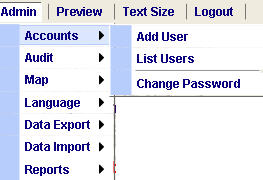 Admin Preview Text Size Logout
Accounts
Audit
Map
Language
Data Export
Data Import
Reports
Add User
List Users
Change Password